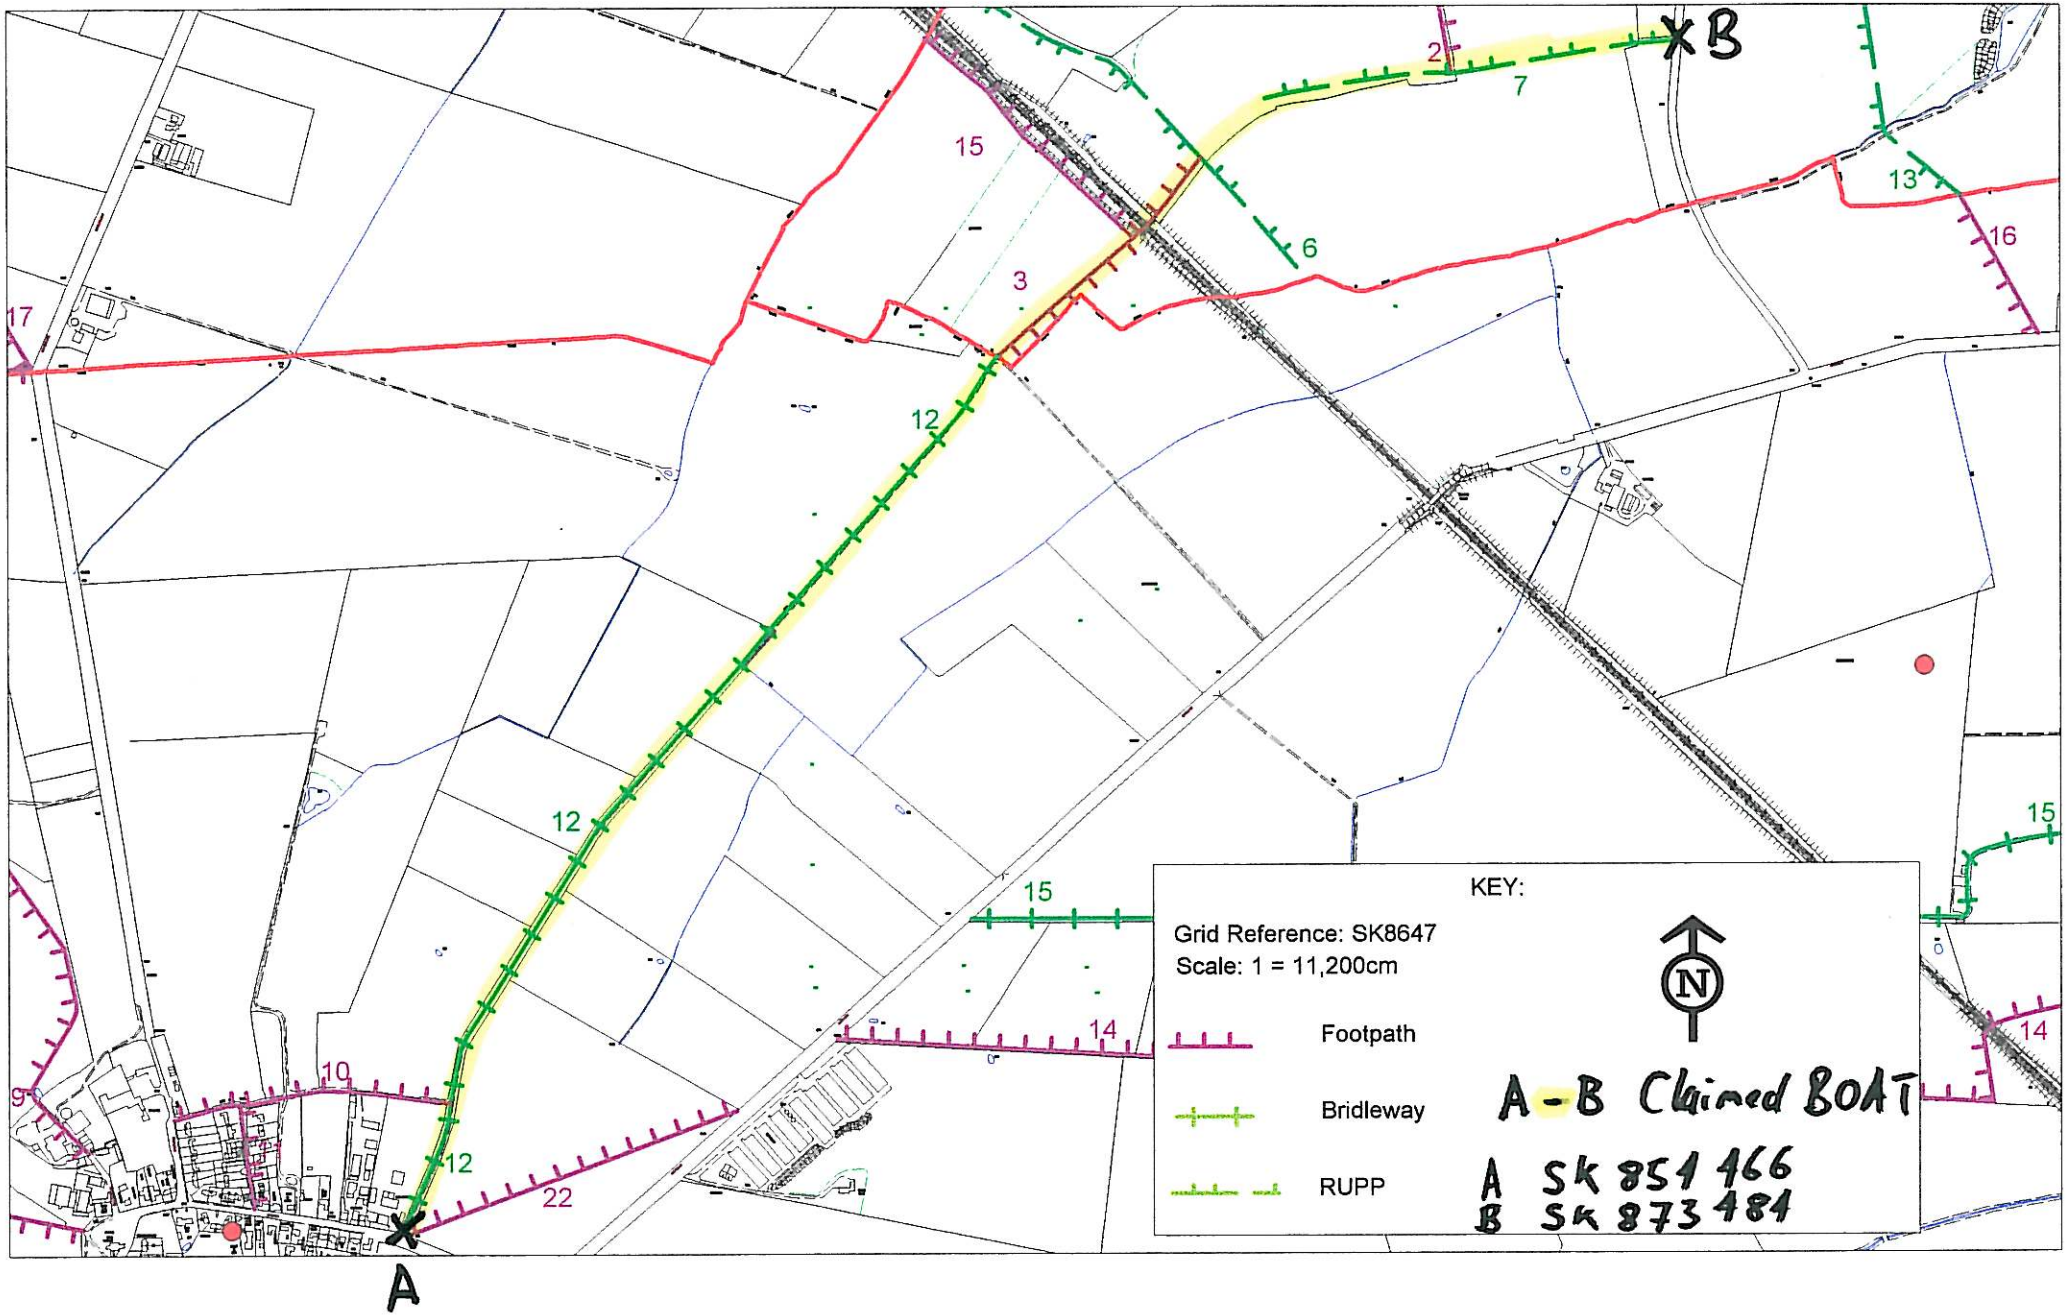 B
2
7
15
13
6
16
3
17
12
12
15
15
14
14
10
9
12
22
KEY:
Grid Reference: SK8647
Scale: 1 = 11,200cm
N
Footpath
Bridleway
A - B Claimed BOAT
RUPP
A SK 851 466
B SK 873 484
A